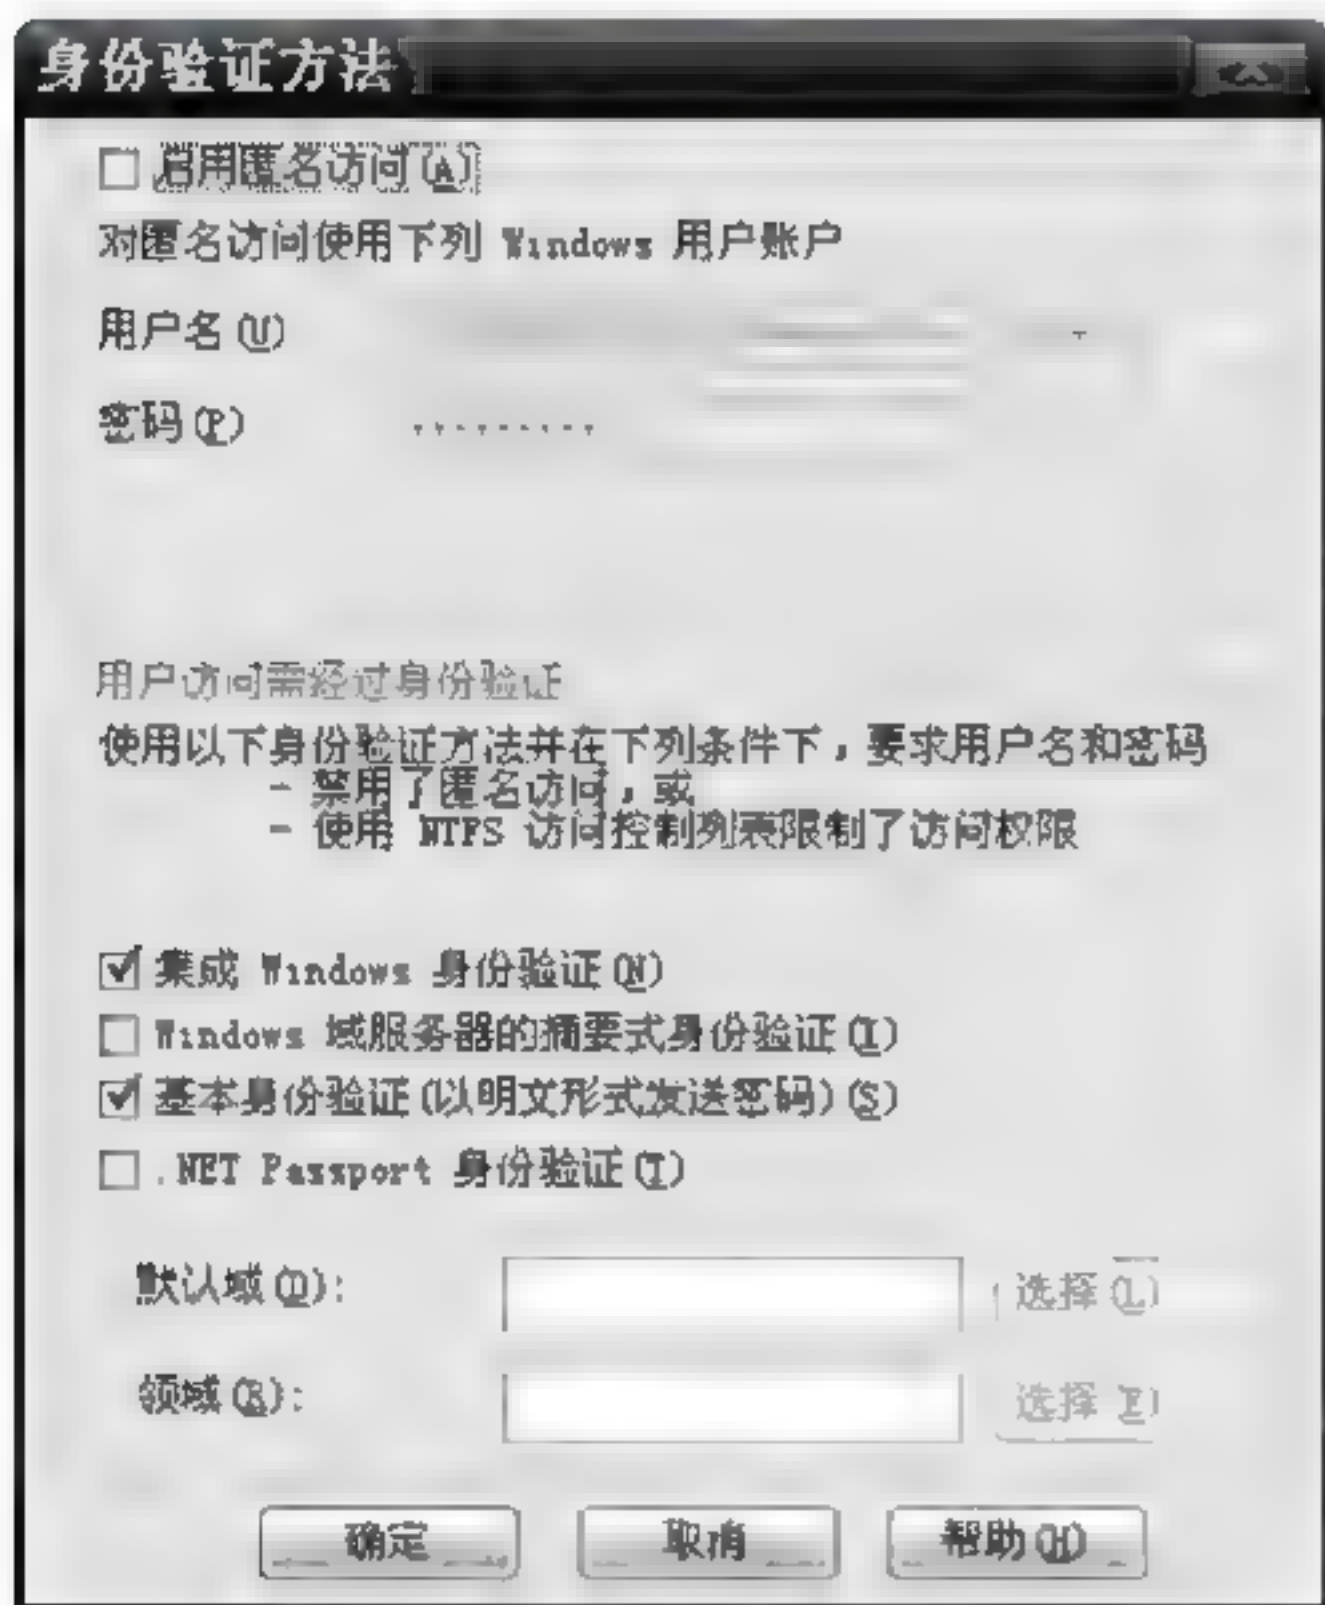 身份验证方法
启用匿名访问(A)
对匿名访问使用下列 Windows 用户账户
用户名(U)
密码(P)
用户访问需经过身份验证
使用以下身份验证方法并在下列条件下，要求用户名和密码
- 禁用了匿名访问，或
- 使用 NTFS 访问控制列表限制了访问权限
集成 Windows 身份验证(N)
Windows 域服务器的摘要式身份验证(I)
基本身份验证(以明文形式发送密码)(S)
.NET Passport 身份验证(T)
默认域(D):
选择(L)
领域(R):
选择(E)
确定 取消 帮助(H)